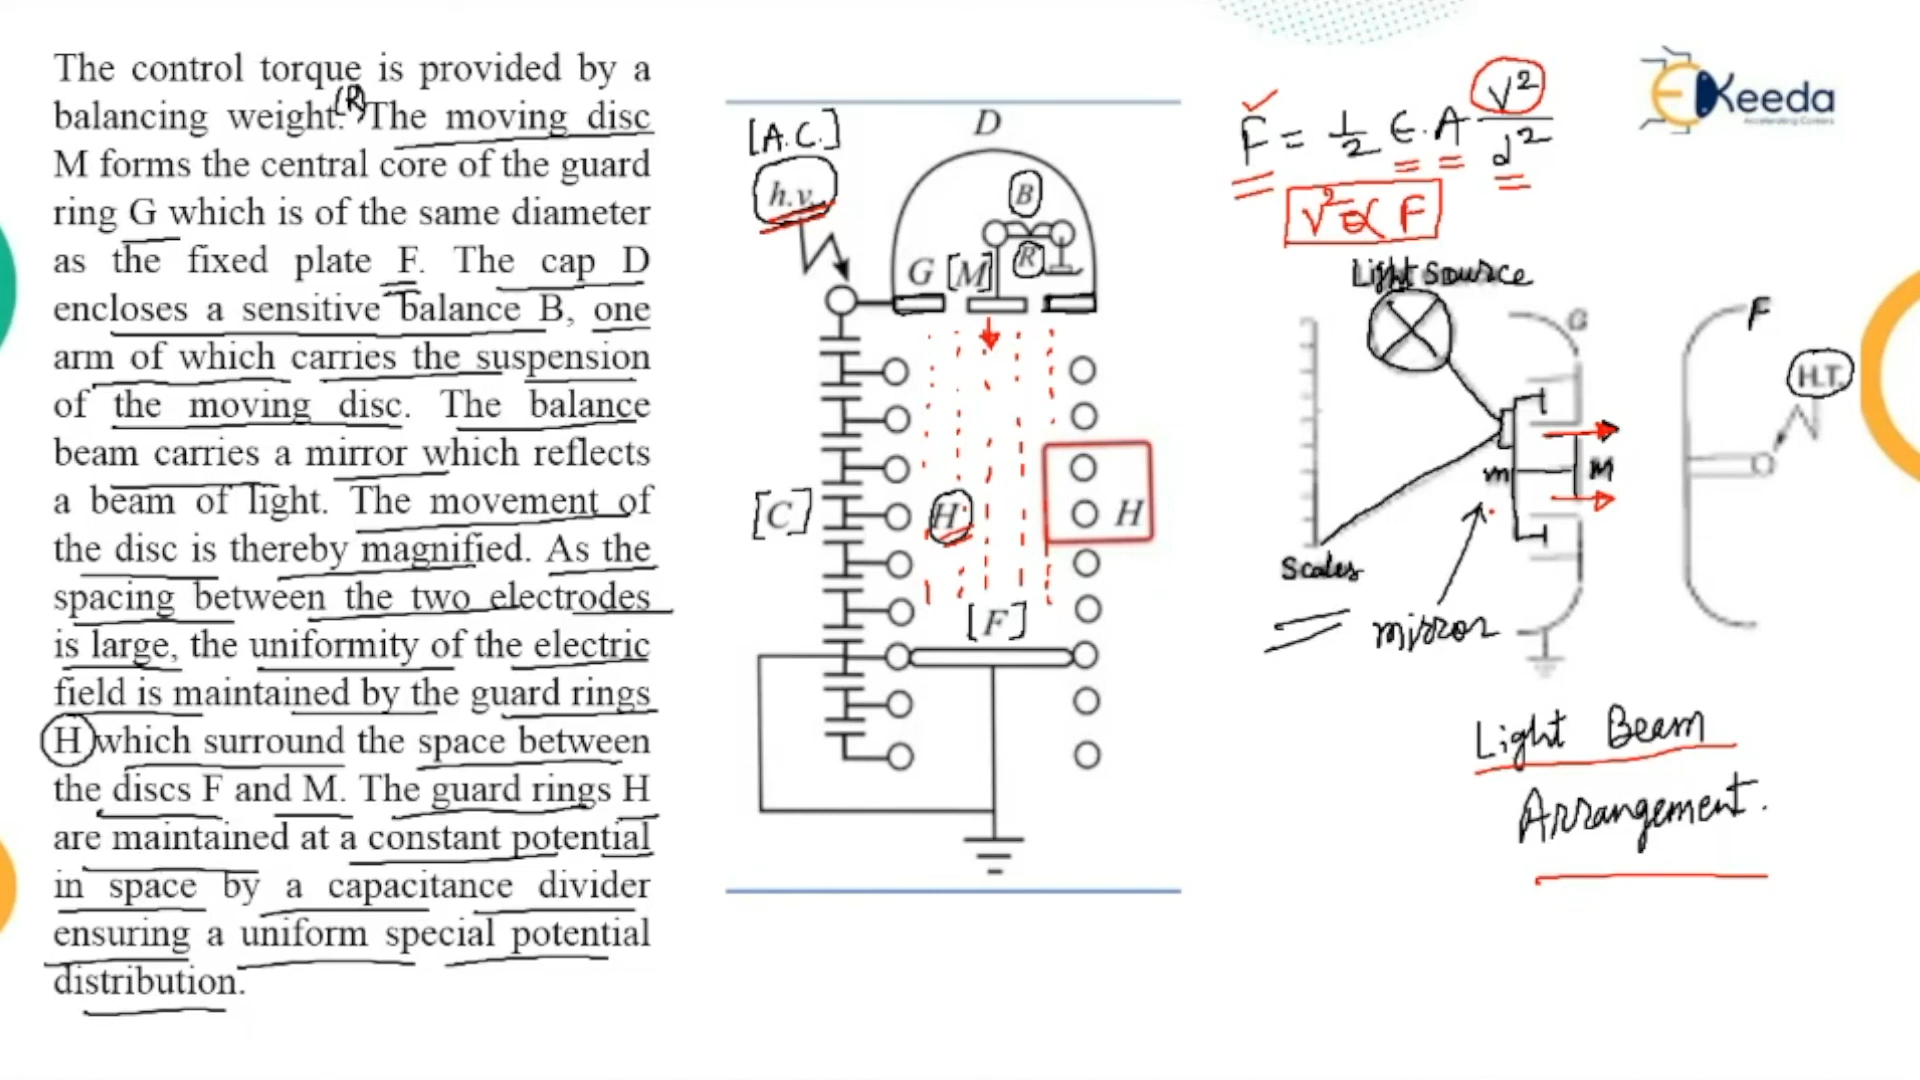 The control torque is provided by a
balancing weight. (R) The moving disc
M forms the central core of the guard
ring G which is of the same diameter
as the fixed plate F. The cap D
encloses a sensitive balance B, one
arm of which carries the suspension
of the moving disc. The balance
beam carries a mirror which reflects
a beam of light. The movement of
the disc is thereby magnified. As the
spacing between the two electrodes
is large, the uniformity of the electric
field is maintained by the guard rings
H which surround the space between
the discs F and M. The guard rings H
are maintained at a constant potential
in space by a capacitance divider
ensuring a uniform special potential
distribution.
[A.C.]
D
h.v.
B
G [M] R
[C]
H
H
[F]
F = 1/2 ∈.A V²/d²
V² ∝ F
Keeda
Accelerating Careers
Light Source
G
F
H.T.
m
M
Scales
mirror
Light Beam
Arrangement.